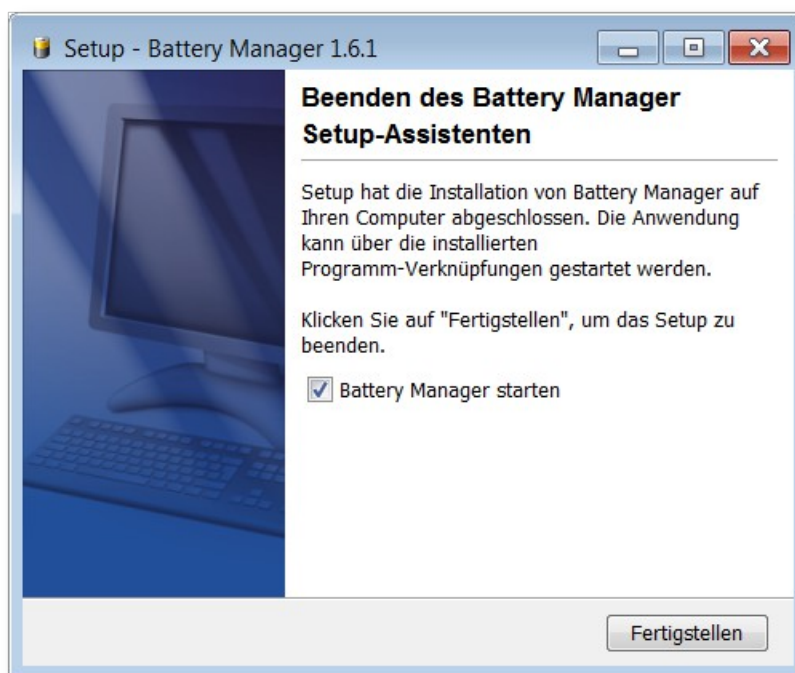 Setup - Battery Manager 1.6.1
Beenden des Battery Manager
Setup-Assistenten
Setup hat die Installation von Battery Manager auf
Ihren Computer abgeschlossen. Die Anwendung
kann über die installierten
Programm-Verknüpfungen gestartet werden.
Klicken Sie auf "Fertigstellen", um das Setup zu
beenden.
Battery Manager starten
Fertigstellen